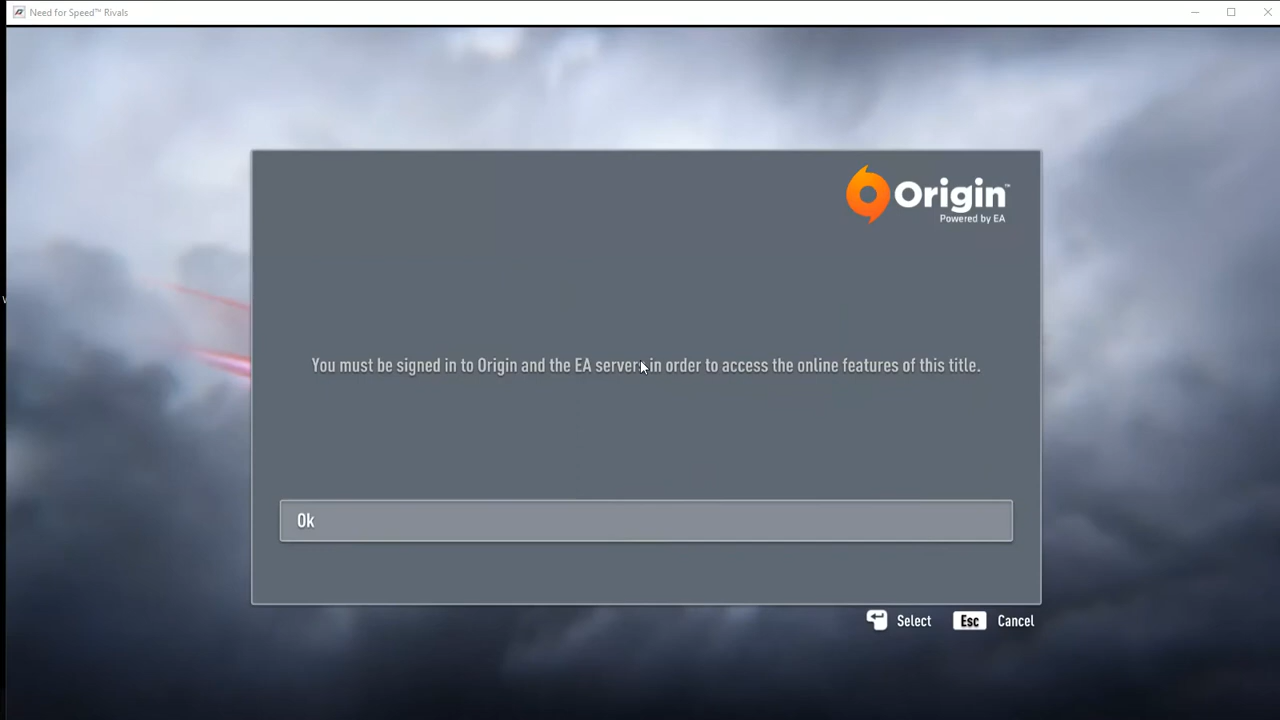 Need for Speed™ Rivals
Origin™
Powered by EA
You must be signed in to Origin and the EA servers in order to access the online features of this title.
Ok
Select Esc Cancel